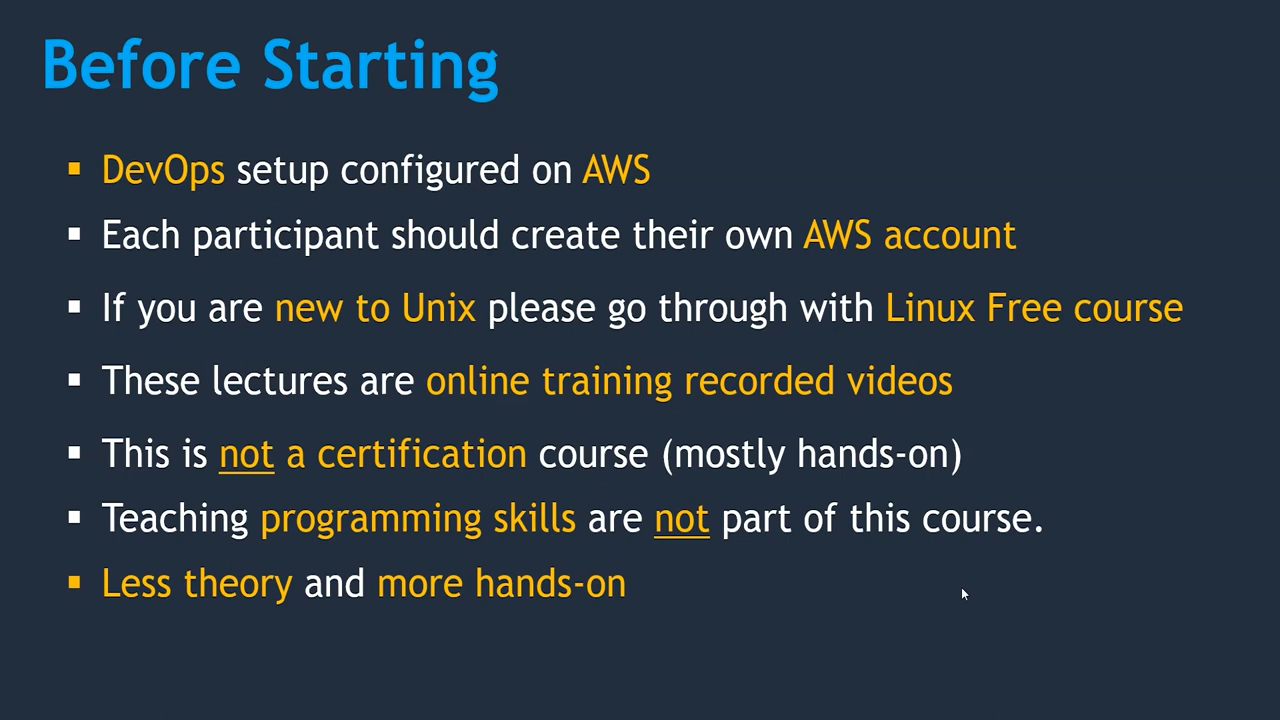 Before Starting
DevOps setup configured on AWS
Each participant should create their own AWS account
If you are new to Unix please go through with Linux Free course
These lectures are online training recorded videos
This is not a certification course (mostly hands-on)
Teaching programming skills are not part of this course.
Less theory and more hands-on